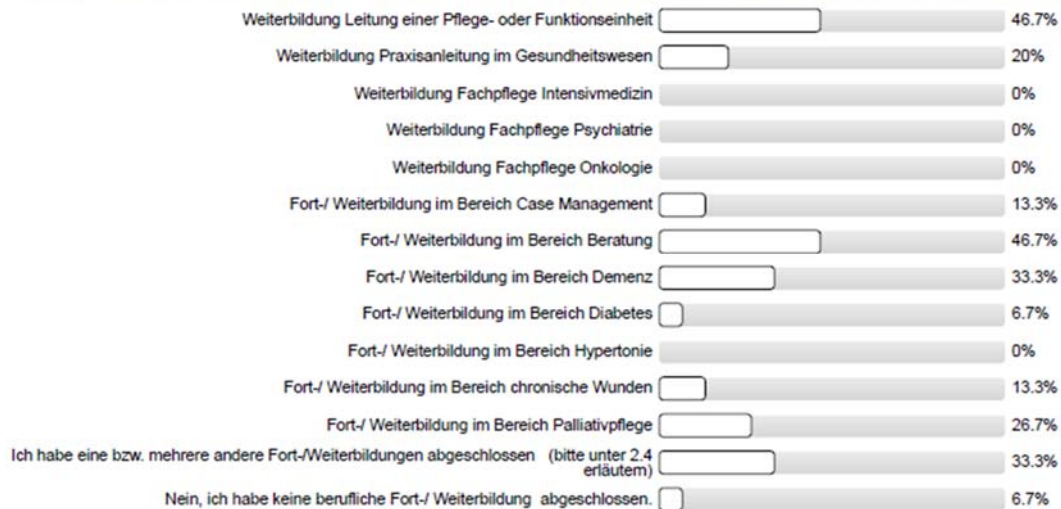 Weiterbildung Leitung einer Pflege- oder Funktionseinheit 46.7%
Weiterbildung Praxisanleitung im Gesundheitswesen 20%
Weiterbildung Fachpflege Intensivmedizin 0%
Weiterbildung Fachpflege Psychiatrie 0%
Weiterbildung Fachpflege Onkologie 0%
Fort-/ Weiterbildung im Bereich Case Management 13.3%
Fort-/ Weiterbildung im Bereich Beratung 46.7%
Fort-/ Weiterbildung im Bereich Demenz 33.3%
Fort-/ Weiterbildung im Bereich Diabetes 6.7%
Fort-/ Weiterbildung im Bereich Hypertonie 0%
Fort-/ Weiterbildung im Bereich chronische Wunden 13.3%
Fort-/ Weiterbildung im Bereich Palliativpflege 26.7%
Ich habe eine bzw. mehrere andere Fort-/Weiterbildungen abgeschlossen (bitte unter 2.4
erläutern) 33.3%
Nein, ich habe keine berufliche Fort-/ Weiterbildung abgeschlossen. 6.7%